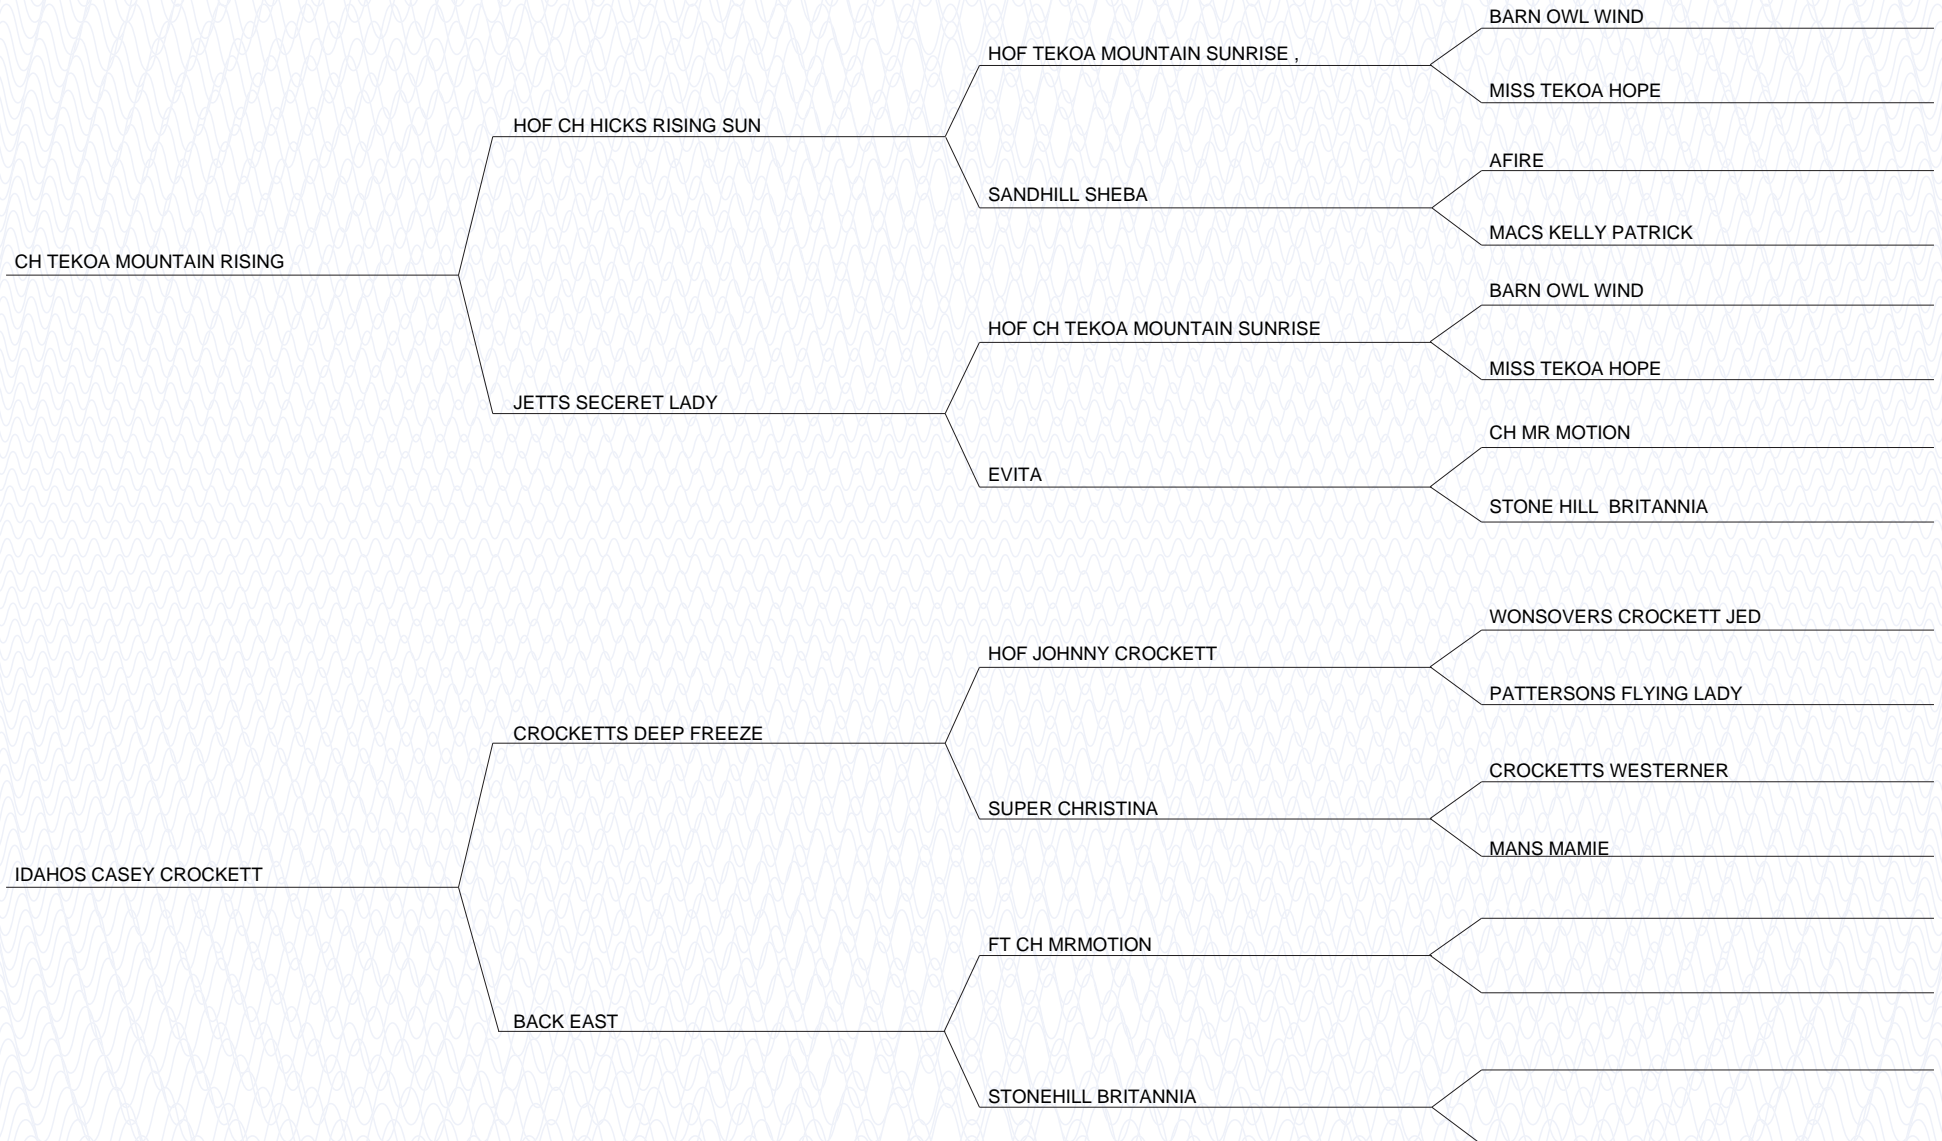 BARN OWL WIND
HOF TEKOA MOUNTAIN SUNRISE ,
MISS TEKOA HOPE
HOF CH HICKS RISING SUN
AFIRE
SANDHILL SHEBA
MACS KELLY PATRICK
CH TEKOA MOUNTAIN RISING
BARN OWL WIND
HOF CH TEKOA MOUNTAIN SUNRISE
MISS TEKOA HOPE
JETTS SECERET LADY
CH MR MOTION
EVITA
STONE HILL  BRITANNIA
WONSOVERS CROCKETT JED
HOF JOHNNY CROCKETT
PATTERSONS FLYING LADY
CROCKETTS DEEP FREEZE
CROCKETTS WESTERNER
SUPER CHRISTINA
MANS MAMIE
IDAHOS CASEY CROCKETT
FT CH MRMOTION
BACK EAST
STONEHILL BRITANNIA